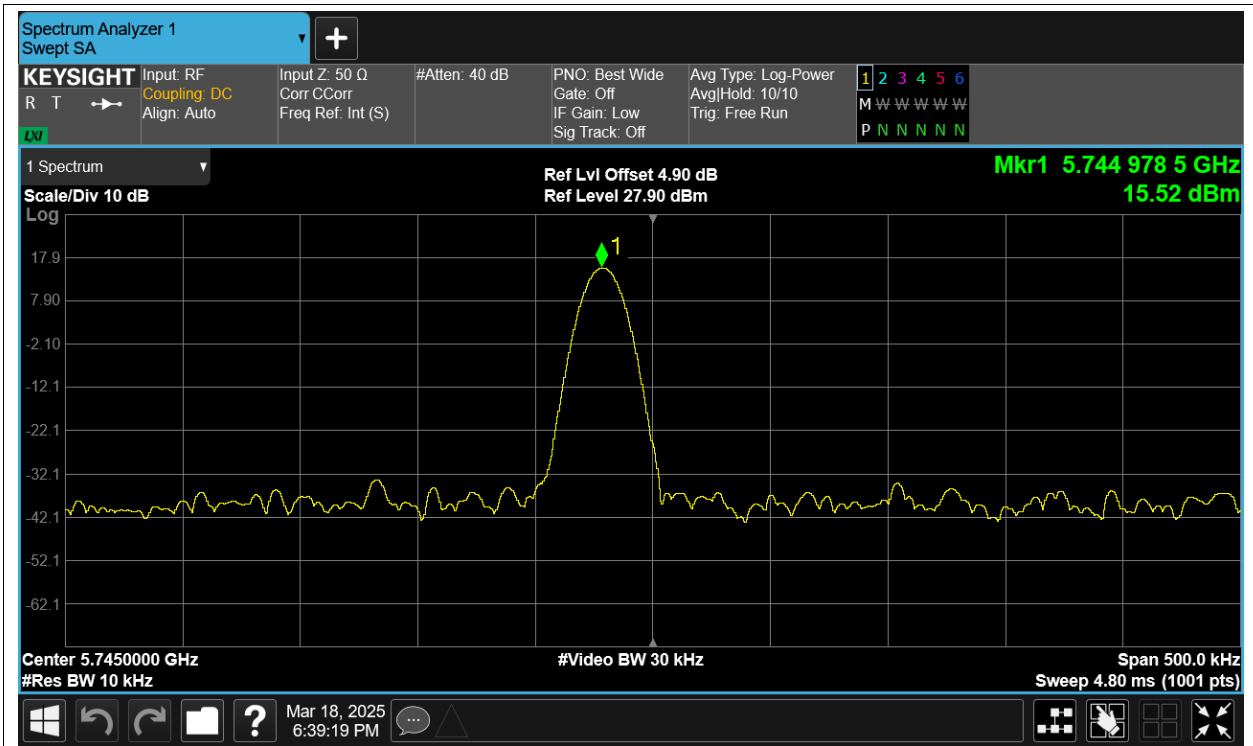 Spectrum Analyzer 1
Swept SA
KEYSIGHT
R T
LXI
Input: RF
Coupling: DC
Align: Auto
Input Z: 50 Ω
Corr CCorr
Freq Ref: Int (S)
#Atten: 40 dB
PNO: Best Wide
Gate: Off
IF Gain: Low
Sig Track: Off
Avg Type: Log-Power
Avg|Hold: 10/10
Trig: Free Run
1 2 3 4 5 6
M W W W W W
P N N N N N
1 Spectrum
Scale/Div 10 dB
Log
Ref Lvl Offset 4.90 dB
Ref Level 27.90 dBm
Mkr1 5.744 978 5 GHz
15.52 dBm
1
17.9
7.90
-2.10
-12.1
-22.1
-32.1
-42.1
-52.1
-62.1
Center 5.7450000 GHz
#Res BW 10 kHz
#Video BW 30 kHz
Span 500.0 kHz
Sweep 4.80 ms (1001 pts)
?
Mar 18, 2025
6:39:19 PM